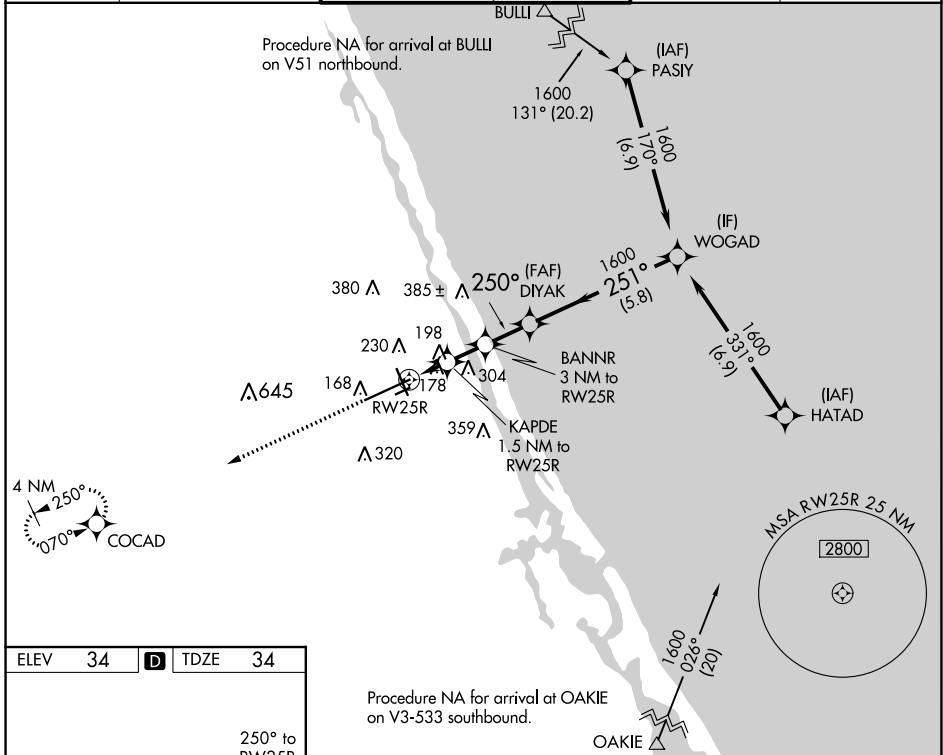 BULLI
Procedure NA for arrival at BULLI
on V51 northbound.
(IAF)
PASIY
1600
131° (20.2)
1600
170°
(6.9)
(IF)
WOGAD
1600
251°
(5.8)
250°
(FAF)
DIYAK
380
385 ±
198
230
BANNR
3 NM to
RW25R
1600
331°
(6.9)
(IAF)
HATAD
645
168
178
304
RW25R
359
KAPDE
1.5 NM to
RW25R
320
4 NM
250°
070°
COCAD
MSA RW25R 25 NM
2800
ELEV 34 D TDZE 34
1600
026°
(20)
Procedure NA for arrival at OAKIE
on V3-533 southbound.
OAKIE
250° to
RW25R